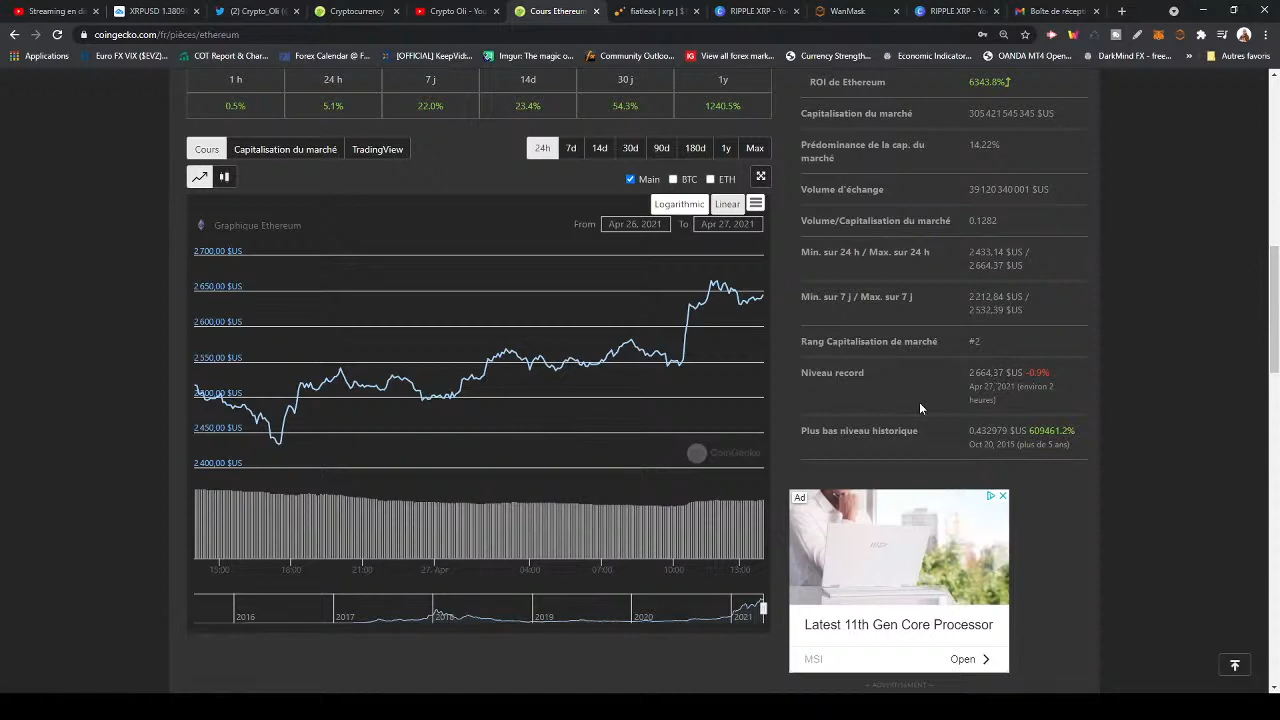 Streaming en di
XRPUSD 1.3809
(2) Crypto_Oli (
Cryptocurrency
Crypto Oli - You
Cours Ethereum
fiatleak | xrp | $
RIPPLE XRP - Yo
WanMask
RIPPLE XRP - Yo
Boîte de récept
coingecko.com/fr/pièces/ethereum
Applications
Euro FX VIX ($EVZ)...
COT Report & Char...
Forex Calendar @ F...
[OFFICIAL] KeepVid...
Imgur: The magic o...
Community Outloo...
View all forex mark...
Currency Strength...
Economic Indicator...
OANDA MT4 Open...
DarkMind FX - free...
»
Autres favoris
1 h 24 h 7 j 14d 30 j 1y
0.5% 5.1% 22.0% 23.4% 54.3% 1240.5%
Cours Capitalisation du marché TradingView
24h 7d 14d 30d 90d 180d 1y Max
Main BTC ETH
Logarithmic Linear
Graphique Ethereum
From Apr 26, 2021 To Apr 27, 2021
2 700,00 $US
2 650,00 $US
2 600,00 $US
2 550,00 $US
2 500,00 $US
2 450,00 $US
2 400,00 $US
CoinGecko
15:00 18:00 21:00 27. Apr 04:00 07:00 10:00 13:00
2016 2017 2018 2019 2020 2021
ROI de Ethereum 6343.8%
Capitalisation du marché 305 421 545 345 $US
Prédominance de la cap. du 14.22%
marché
Volume d'échange 39 120 340 001 $US
Volume/Capitalisation du marché 0.1282
Min. sur 24 h / Max. sur 24 h 2 433,14 $US /
2 664,37 $US
Min. sur 7 j / Max. sur 7 j 2 212,84 $US /
2 532,39 $US
Rang Capitalisation de marché #2
Niveau record 2 664,37 $US -0.9%
Apr 27, 2021 (environ 2
heures)
Plus bas niveau historique 0,432979 $US 609461.2%
Oct 20, 2015 (plus de 5 ans)
Ad
Latest 11th Gen Core Processor
MSI Open
— ADVERTISEMENT —